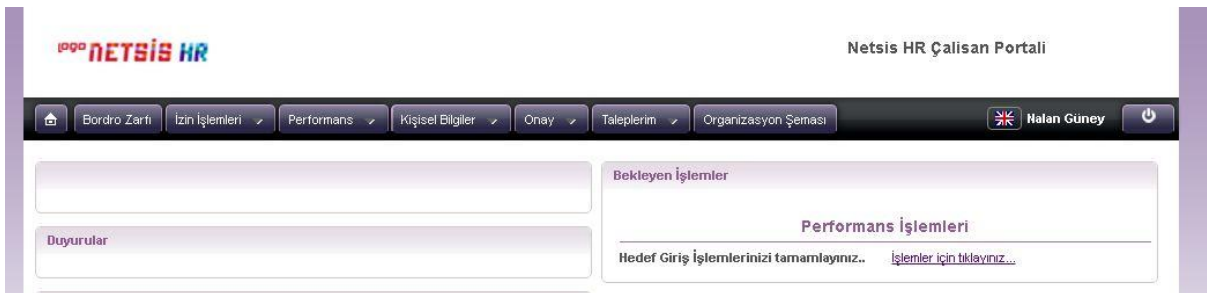 logo NETSİS HR
Netsis HR Çalisan Portali
Bordro Zarfı İzin İşlemleri Performans Kişisel Bilgiler Onay Taleplerim Organizasyon Şeması Nalan Güney
Bekleyen İşlemler
Performans İşlemleri
Duyurular
Hedef Giriş İşlemlerinizi tamamlayınız.. İşlemler için tıklayınız...